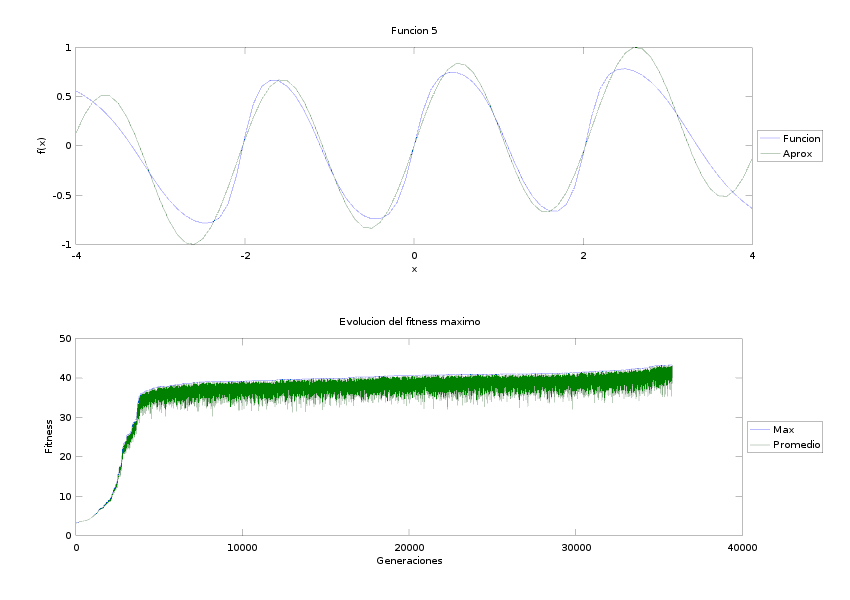 Funcion 5
1
0.5
0
-0.5
-1
f(x)
-4
-2
0
2
4
x
Funcion
Aprox
Evolucion del fitness maximo
50
40
30
20
10
0
Fitness
0
10000
20000
30000
40000
Generaciones
Max
Promedio